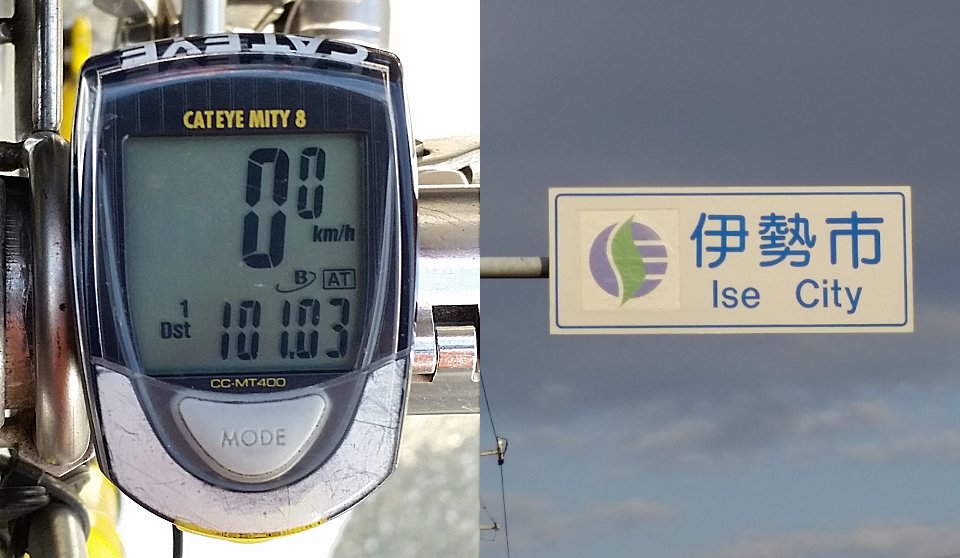 CATEYE
CATEYE MITY 8
00
km/h
B AT
1
Dst 101.03
CC-MT400
MODE
伊勢市
Ise City